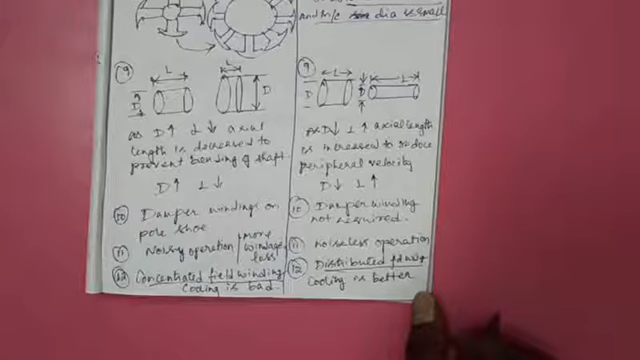 and m/c dia is small
9
L
D
L
D
as D↑ L↓ axial
length is decreased to
prevent bending of shaft
D↑ L↓
10 Damper windings on
pole shoe
11 Noisy operation
more
windage
loss
12 Concentrated field winding
Cooling is bad.
9
L
D
L
D
as D↓ L↑ axial length
is increased to reduce
peripheral velocity
D↓ L↑
10 Damper winding
not required.
11 noiseless operation
12 Distributed
Cooling is better